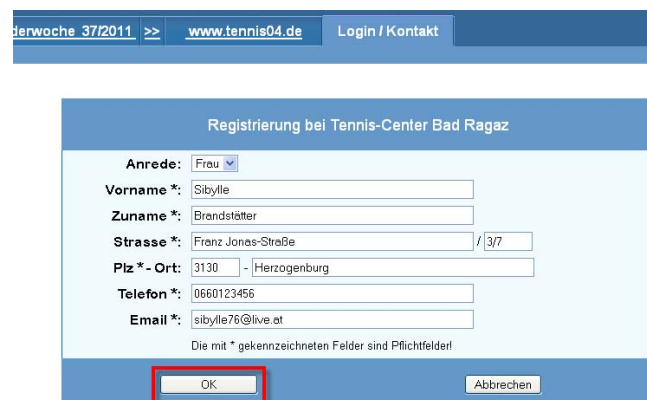 derwoche 37/2011 >> www.tennis04.de Login / Kontakt
Registrierung bei Tennis-Center Bad Ragaz
Anrede: Frau
Vorname *: Sibylle
Zuname *: Brandstätter
Strasse *: Franz Jonas-Straße / 3/7
Plz * - Ort: 3130 - Herzogenburg
Telefon *: 0660123456
Email *: sibylle76@live.at
Die mit * gekennzeichneten Felder sind Pflichtfelder!
OK Abbrechen